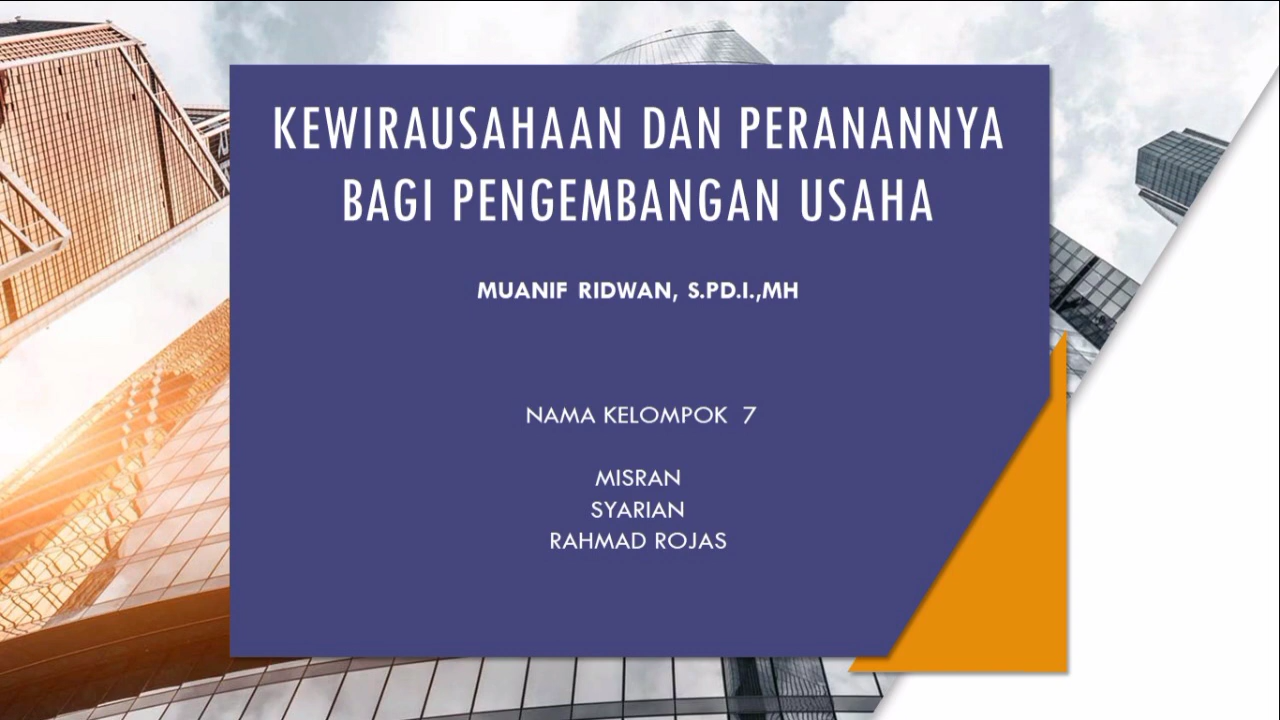 KEWIRAUSAHAAN DAN PERANANNYA
BAGI PENGEMBANGAN USAHA
MUANIF RIDWAN, S.PD.I.,MH
NAMA KELOMPOK 7
MISRAN
SYARIAN
RAHMAD ROJAS